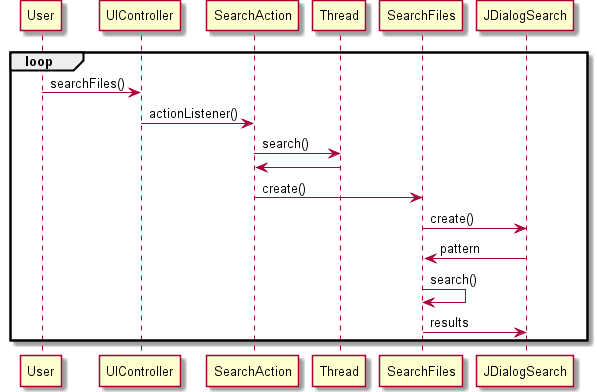 User UIController SearchAction Thread SearchFiles JDialogSearch
loop
searchFiles()
actionListener()
search()
create()
create()
pattern
search()
results
User UIController SearchAction Thread SearchFiles JDialogSearch